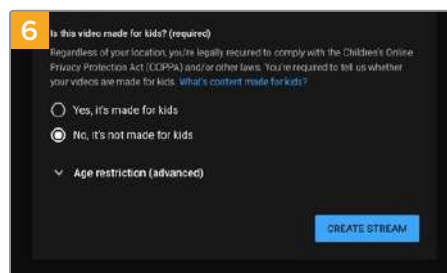 6
Is this video made for kids? (required)
Regardless of your location, you're legally required to comply with the Children's Online
Privacy Protection Act (COPPA) and/or other laws. You're required to tell us whether
your videos are made for kids. What's content made for kids?
Yes, it's made for kids
No, it's not made for kids
Age restriction (advanced)
CREATE STREAM